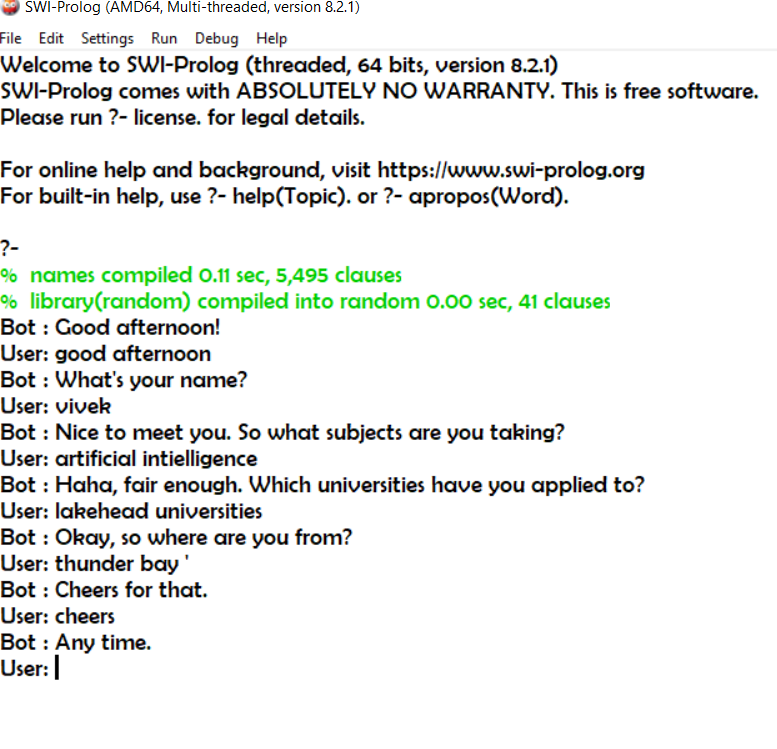 SWI-Prolog (AMD64, Multi-threaded, version 8.2.1)
File Edit Settings Run Debug Help
Welcome to SWI-Prolog (threaded, 64 bits, version 8.2.1)
SWI-Prolog comes with ABSOLUTELY NO WARRANTY. This is free software.
Please run ?- license. for legal details.
For online help and background, visit https://www.swi-prolog.org
For built-in help, use ?- help(Topic). or ?- apropos(Word).
?-
% names compiled 0.11 sec, 5,495 clauses
% library(random) compiled into random 0.00 sec, 41 clauses
Bot : Good afternoon!
User: good afternoon
Bot : What's your name?
User: vivek
Bot : Nice to meet you. So what subjects are you taking?
User: artificial intielligence
Bot : Haha, fair enough. Which universities have you applied to?
User: lakehead universities
Bot : Okay, so where are you from?
User: thunder bay '
Bot : Cheers for that.
User: cheers
Bot : Any time.
User: